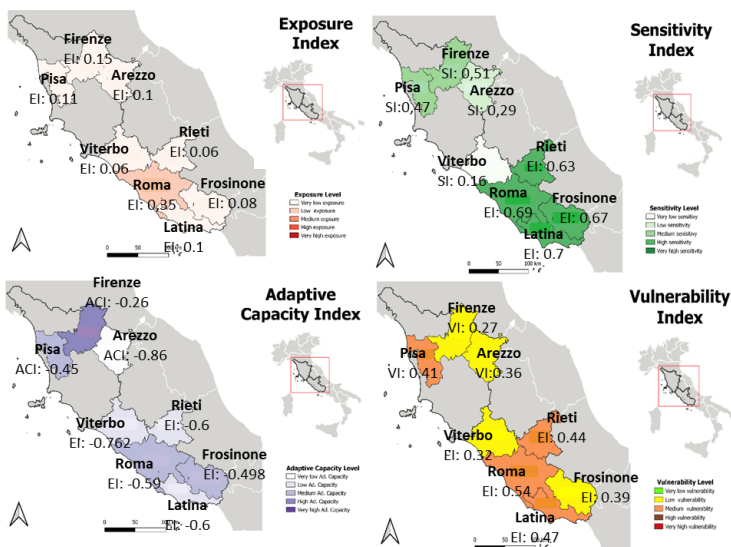 Exposure
Index
Firenze
EI: 0.15
Pisa
EI: 0.11
Arezzo
EI: 0.1
Rieti
EI: 0.06
Viterbo
EI: 0.06
Roma
EI: 0.35
Frosinone
EI: 0.08
Latina
EI: 0.1
Exposure Level
Very low exposure
Low exposure
Medium exposure
High exposure
Very high exposure
0 50 100
Sensitivity
Index
Firenze
SI: 0,51
Pisa
SI:0,47
Arezzo
SI: 0,29
Viterbo
SI: 0.16
Rieti
EI: 0.63
Roma
EI: 0.69
Frosinone
EI: 0.67
Latina
EI: 0.7
Sensitivity Level
Very low sensitivy
Low sensitivity
Medium sensitivy
High sensitivity
Very high sensitivity
0 50 100 km
Adaptive
Capacity Index
Firenze
ACI: -0.26
Pisa
ACI: -0.45
Arezzo
ACI: -0.86
Rieti
EI: -0.6
Viterbo
EI: -0.762
Roma
EI: -0.59
Frosinone
EI: -0.498
Latina
EI: -0.6
Adaptive Capacity Level
Very low Ad. Capacity
Low Ad. Capacity
Medium Ad. Capacity
High Ad. Capacity
Very high Ad. Capacity
0 50 100
Vulnerability
Index
Firenze
VI: 0.27
Pisa
VI: 0.41
Arezzo
VI:0.36
Rieti
EI: 0.44
Viterbo
EI: 0.32
Roma
EI: 0.54
Frosinone
EI: 0.39
Latina
EI: 0.47
Vulnerability Level
Very low vulnerability
Low vulnerability
Medium vulnerability
High vulnerability
Very high vulnerability
0 50